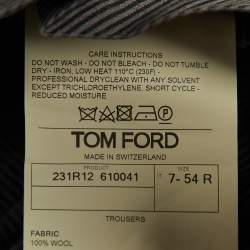 CARE INSTRUCTIONS
DO NOT WASH - DO NOT BLEACH - DO NOT TUMBLE
DRY - IRON, LOW HEAT 110°C (230F) -
PROFESSIONAL DRYCLEAN WITH ANY SOLVENT
EXCEPT TRICHLOROETHYLENE. SHORT CYCLE -
REDUCED MOISTURE
TOM FORD
MADE IN SWITZERLAND
PRODUCT
231R12 610041
IT 7- 54 R
TROUSERS
FABRIC
100% WOOL